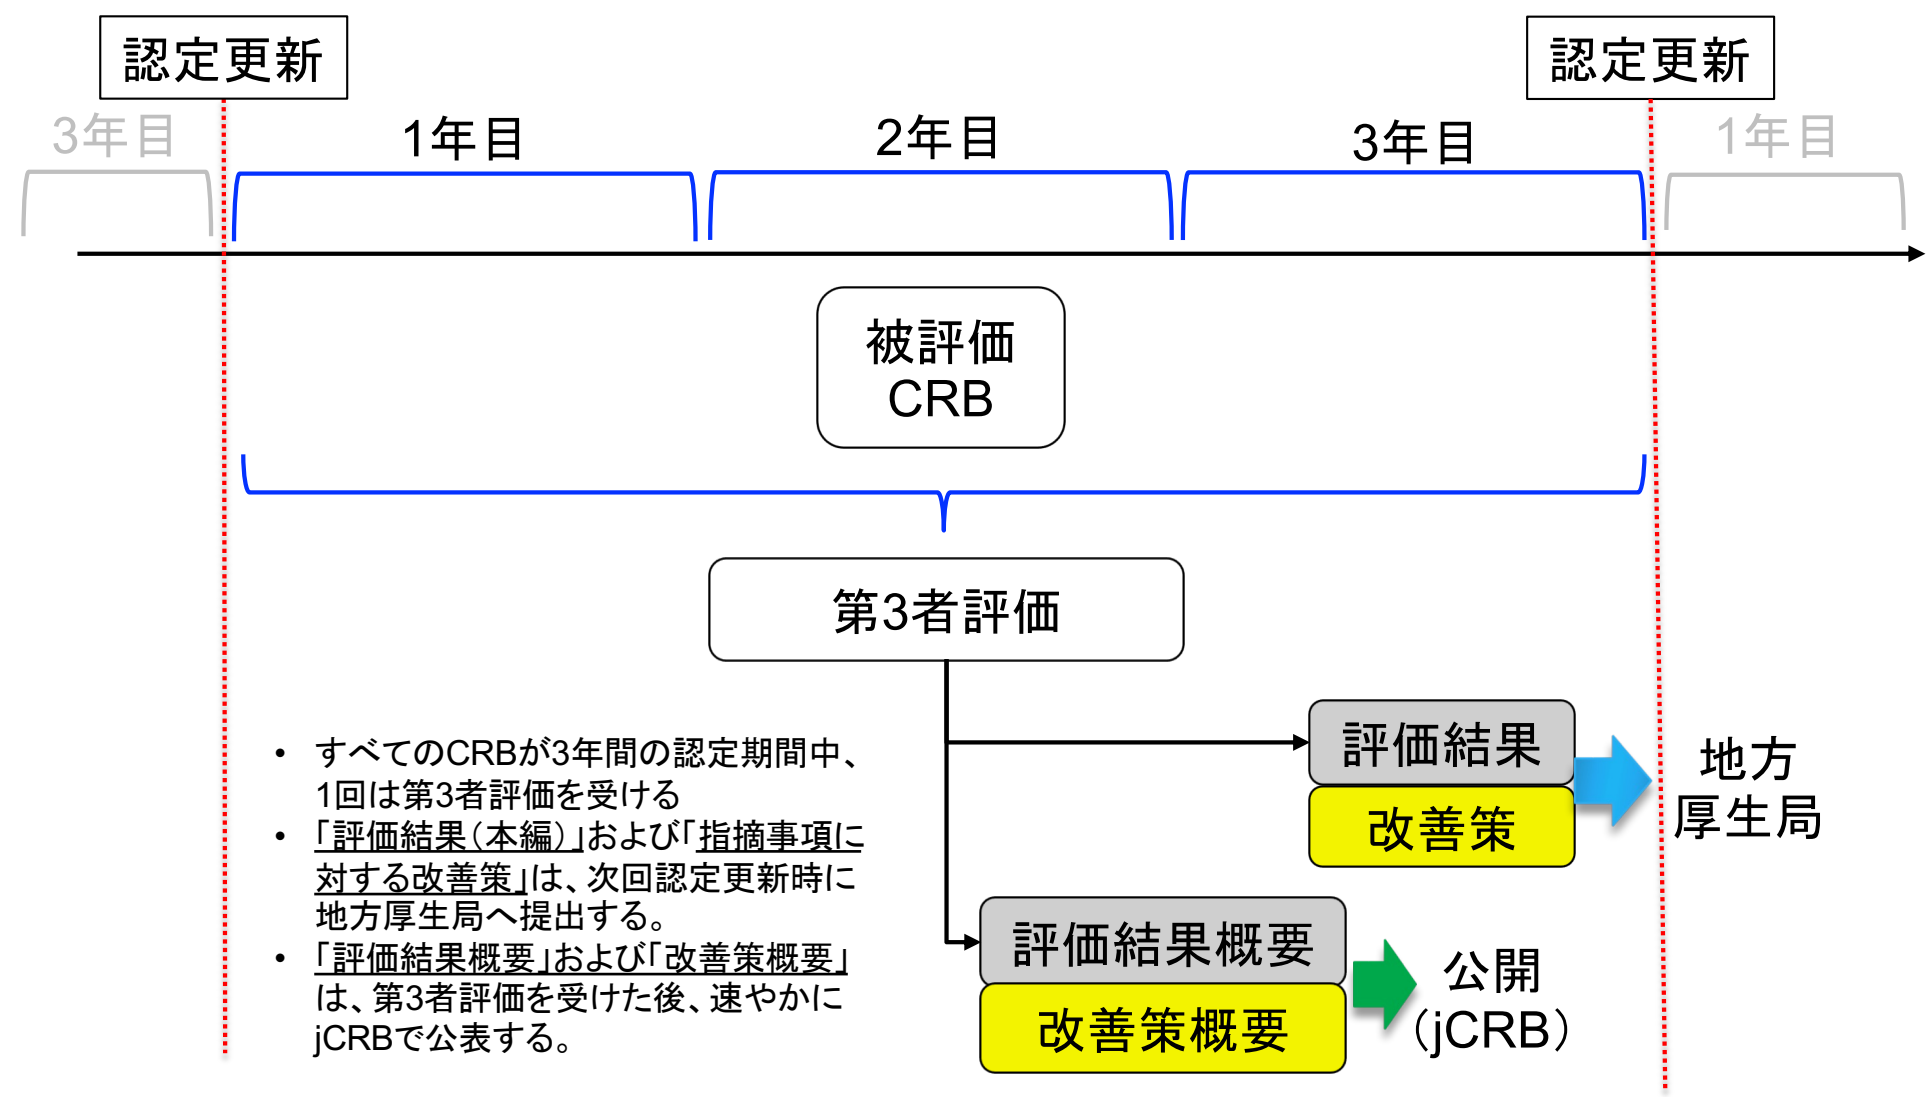 認定更新
認定更新
3年目
1年目
2年目
3年目
1年目
被評価
CRB
第3者評価
評価結果
改善策
地方
厚生局
• すべてのCRBが3年間の認定期間中、
1回は第3者評価を受ける
• 「評価結果（本編）」および「指摘事項に
対する改善策」は、次回認定更新時に
地方厚生局へ提出する。
• 「評価結果概要」および「改善策概要」
は、第3者評価を受けた後、速やかに
jCRBで公表する。
評価結果概要
改善策概要
公開
（jCRB）